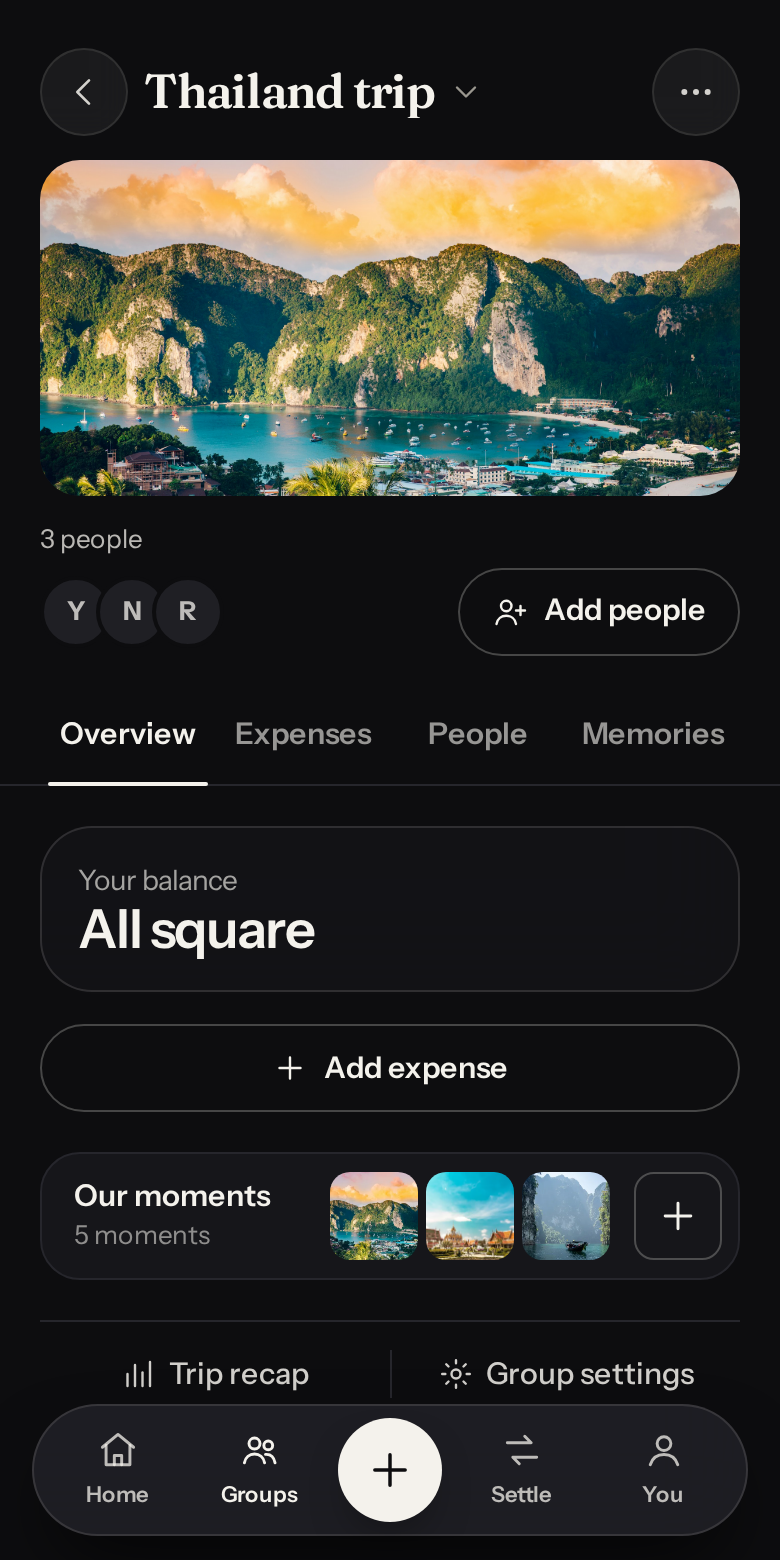 Thailand trip
3 people
Y N R
Add people
Overview Expenses People Memories
Your balance
All square
Add expense
Our moments
5 moments
Trip recap Group settings
Home Groups Settle You